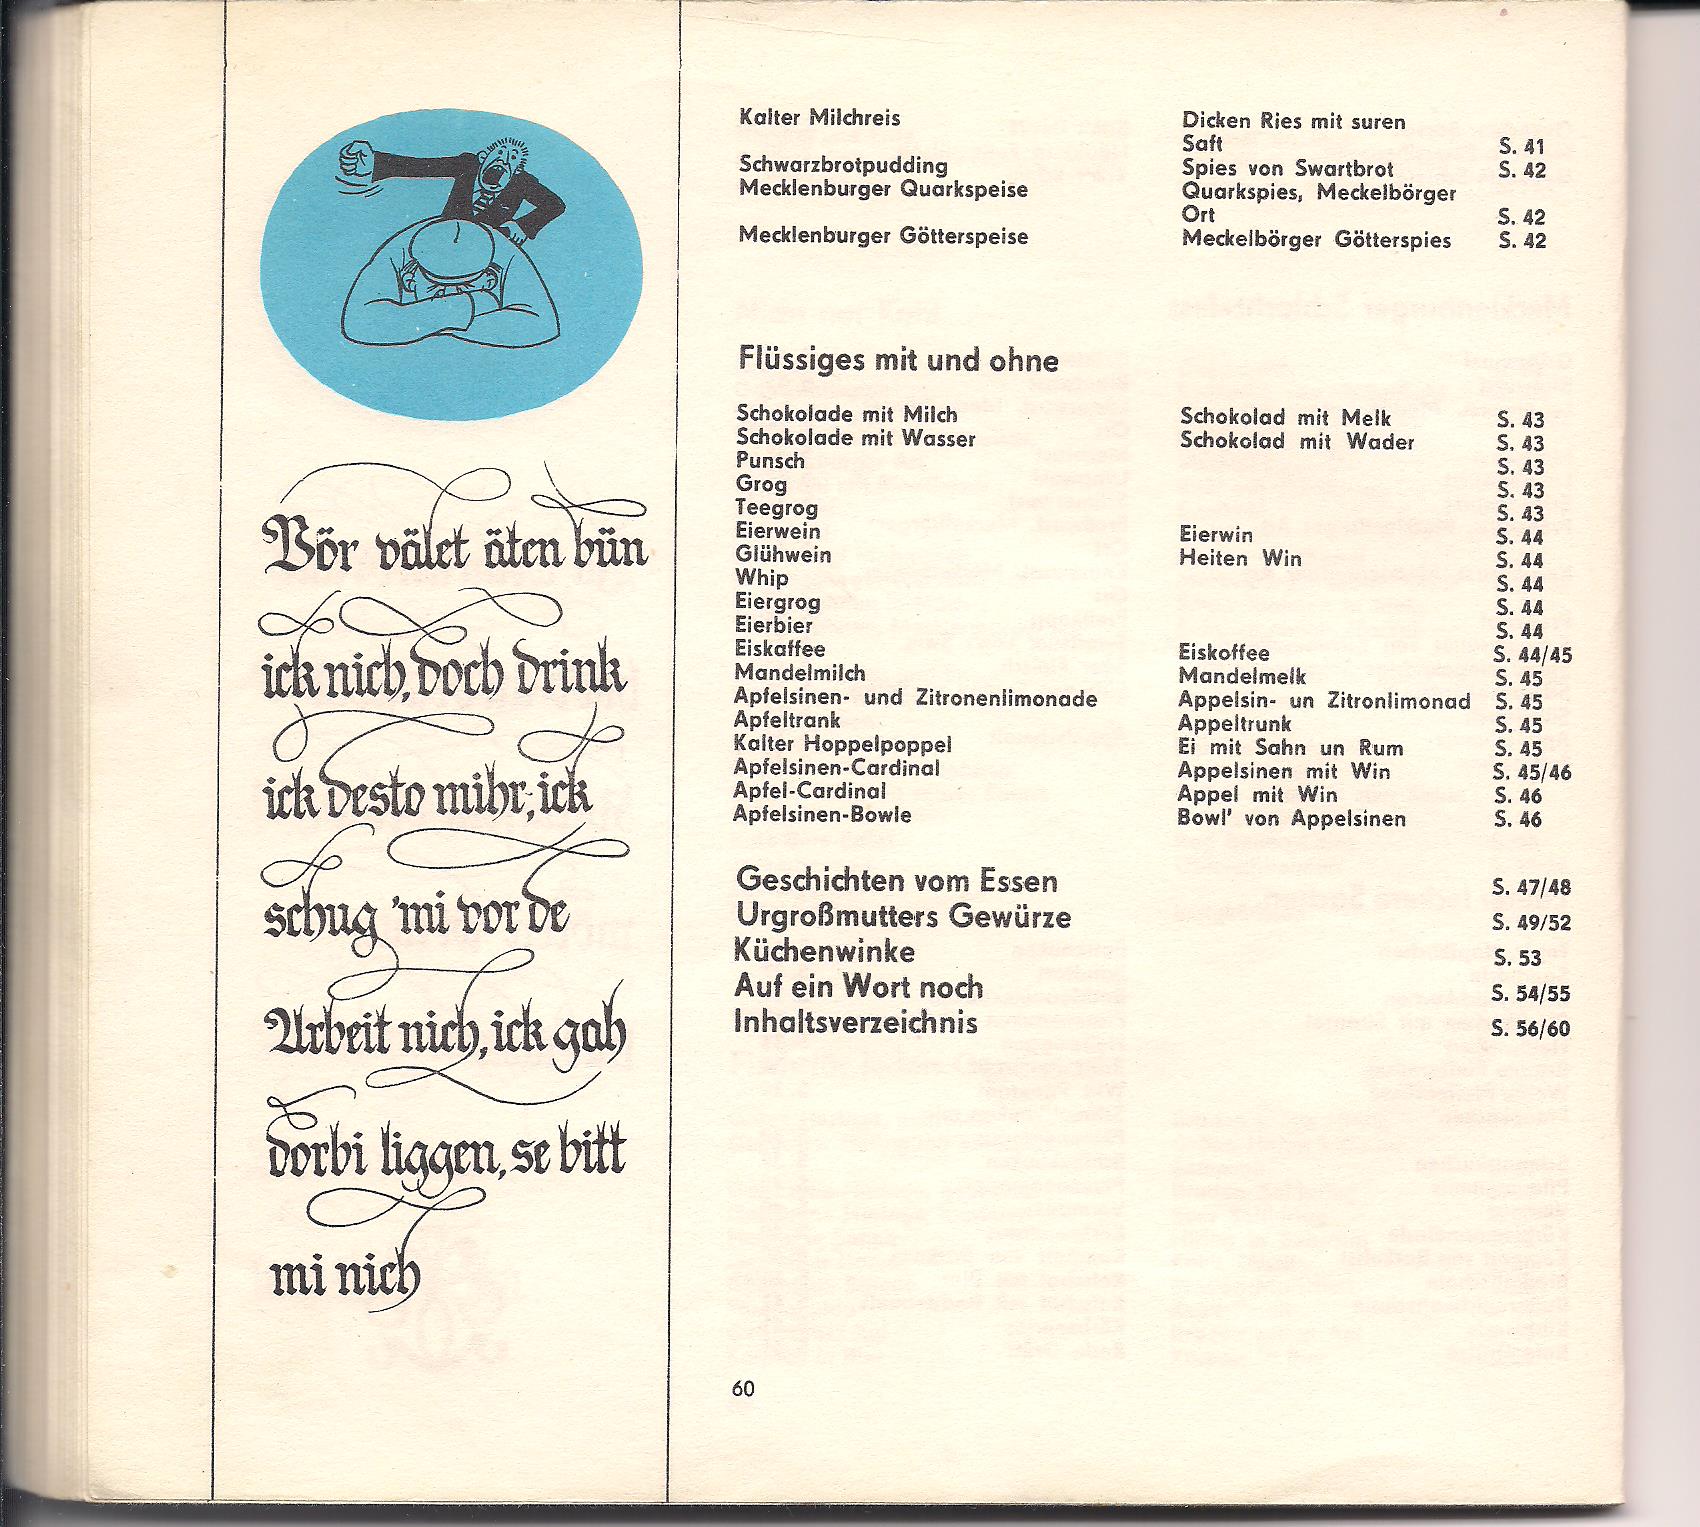 Vör välet äten bün
ick nich, doch drink
ick desto mihr; ick
schug 'mi vor de
Arbeit nich, ick gah
dorbi liggen, se bitt
mi nich
Kalter Milchreis Dicken Ries mit suren
Saft S. 41
Schwarzbrotpudding Spies von Swartbrot S. 42
Mecklenburger Quarkspeise Quarkspies, Meckelbörger
Ort S. 42
Mecklenburger Götterspeise Meckelbörger Götterspies S. 42
Flüssiges mit und ohne
Schokolade mit Milch Schokolad mit Melk S. 43
Schokolade mit Wasser Schokolad mit Wader S. 43
Punsch S. 43
Grog S. 43
Teegrog S. 43
Eierwein Eierwin S. 44
Glühwein Heiten Win S. 44
Whip S. 44
Eiergrog S. 44
Eierbier S. 44
Eiskaffee Eiskoffee S. 44/45
Mandelmilch Mandelmelk S. 45
Apfelsinen- und Zitronenlimonade Appelsin- un Zitronlimonad S. 45
Apfeltrank Appeltrunk S. 45
Kalter Hoppelpoppel Ei mit Sahn un Rum S. 45
Apfelsinen-Cardinal Appelsinen mit Win S. 45/46
Apfel-Cardinal Appel mit Win S. 46
Apfelsinen-Bowle Bowl' von Appelsinen S. 46
Geschichten vom Essen S. 47/48
Urgroßmutters Gewürze S. 49/52
Küchenwinke S. 53
Auf ein Wort noch S. 54/55
Inhaltsverzeichnis S. 56/60
60